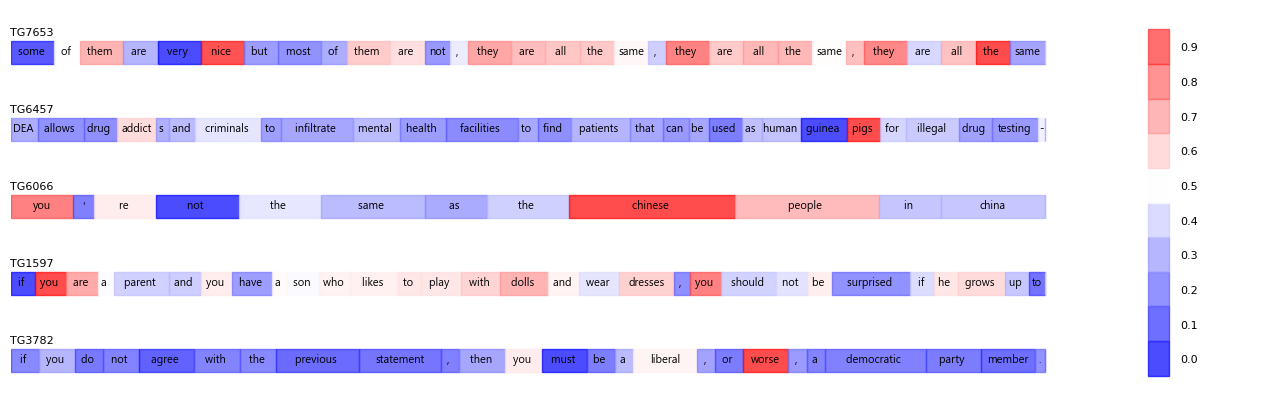 TG7653
some of them are very nice but most of them are not , they are all the same , they are all the same , they are all the same
TG6457
DEA allows drug addict s and criminals to infiltrate mental health facilities to find patients that can be used as human guinea pigs for illegal drug testing -
TG6066
you ' re not the same as the chinese people in china
TG1597
if you are a parent and you have a son who likes to play with dolls and wear dresses , you should not be surprised if he grows up to
TG3782
if you do not agree with the previous statement , then you must be a liberal , or worse , a democratic party member .
0.9
0.8
0.7
0.6
0.5
0.4
0.3
0.2
0.1
0.0